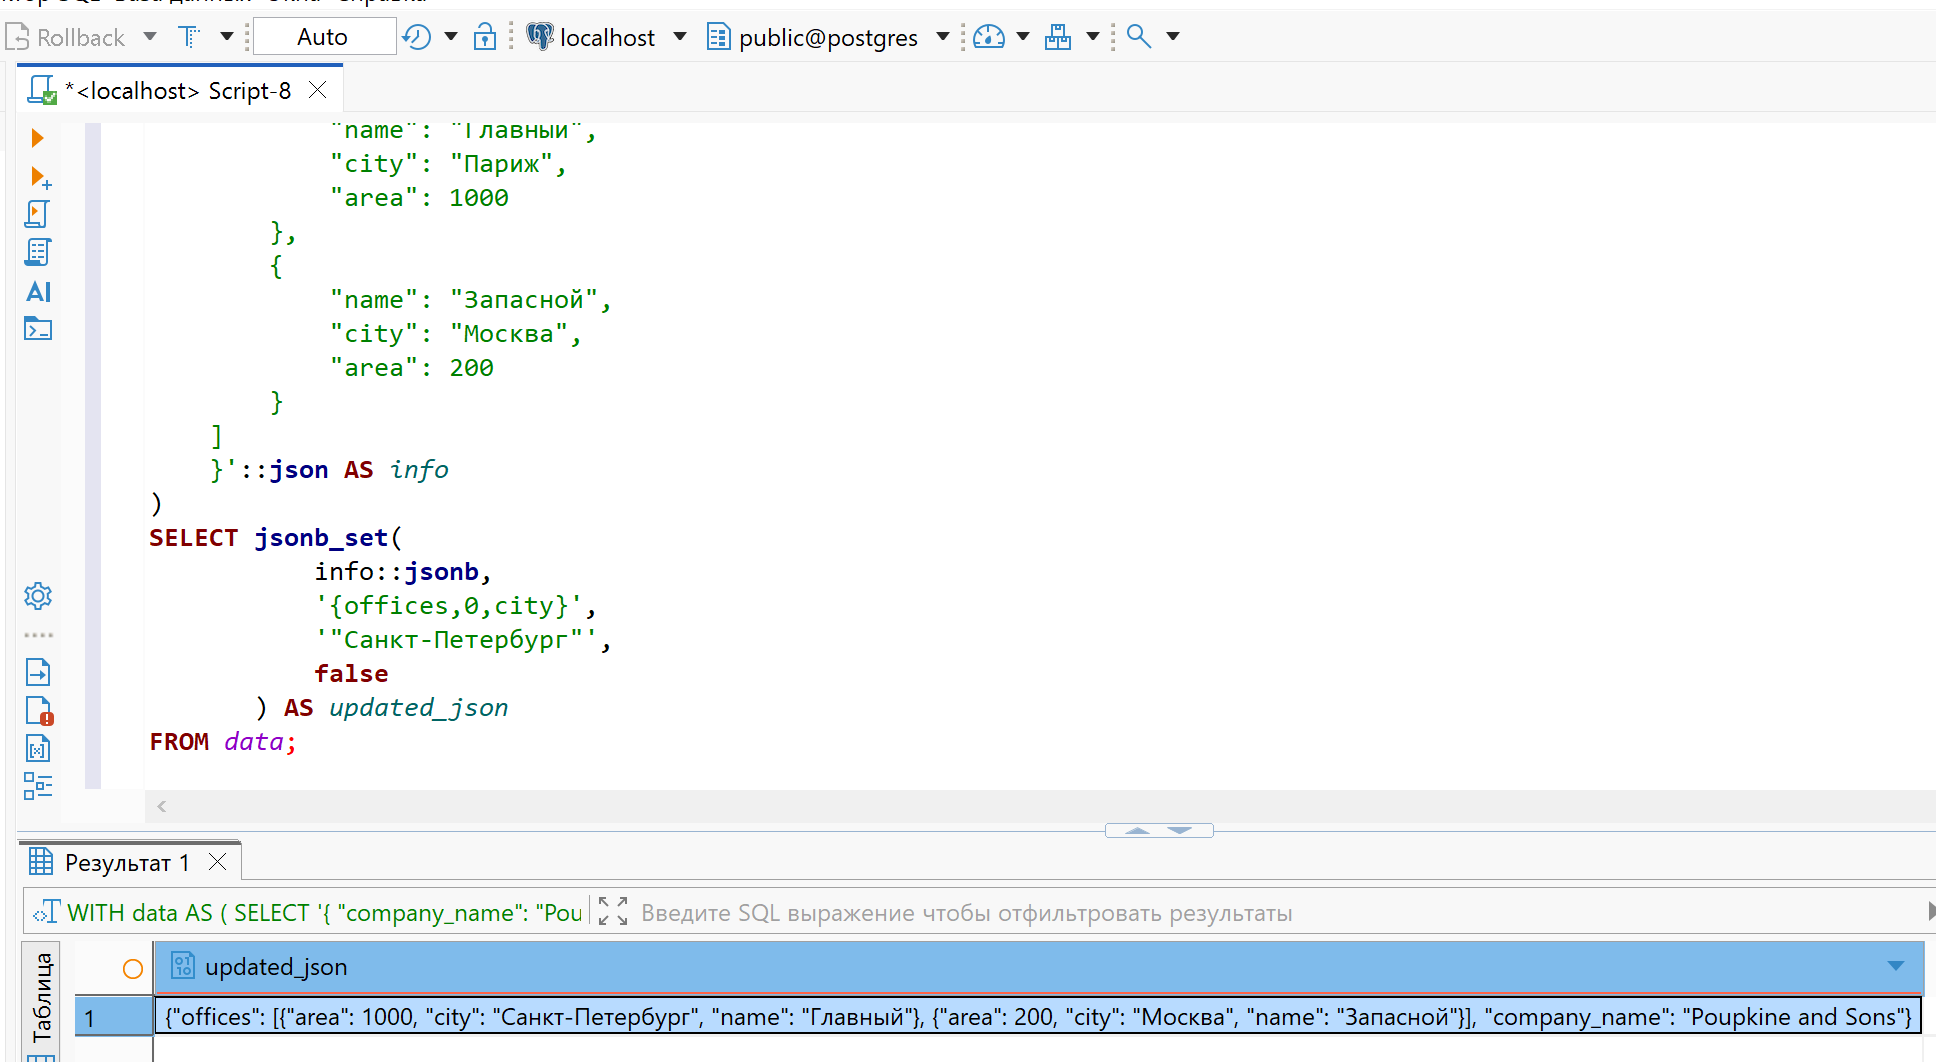 Rollback Auto localhost public@postgres
*<localhost> Script-8
"name": "Главный",
"city": "Париж",
"area": 1000
},
{
"name": "Запасной",
"city": "Москва",
"area": 200
}
]
}'::json AS info
)
SELECT jsonb_set(
info::jsonb,
'{offices,0,city}',
'"Санкт-Петербург"',
false
) AS updated_json
FROM data;
AI
Результат 1
WITH data AS ( SELECT '{ "company_name": "Pou
Введите SQL выражение чтобы отфильтровать результаты
Таблица
updated_json
1 {"offices": [{"area": 1000, "city": "Санкт-Петербург", "name": "Главный"}, {"area": 200, "city": "Москва", "name": "Запасной"}], "company_name": "Poupkine and Sons"}